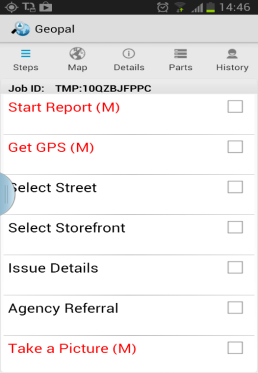 14:46
Geopal
Steps Map Details Parts History
Job ID: TMP:10QZBJFPPC
Start Report (M)
Get GPS (M)
Select Street
Select Storefront
Issue Details
Agency Referral
Take a Picture (M)